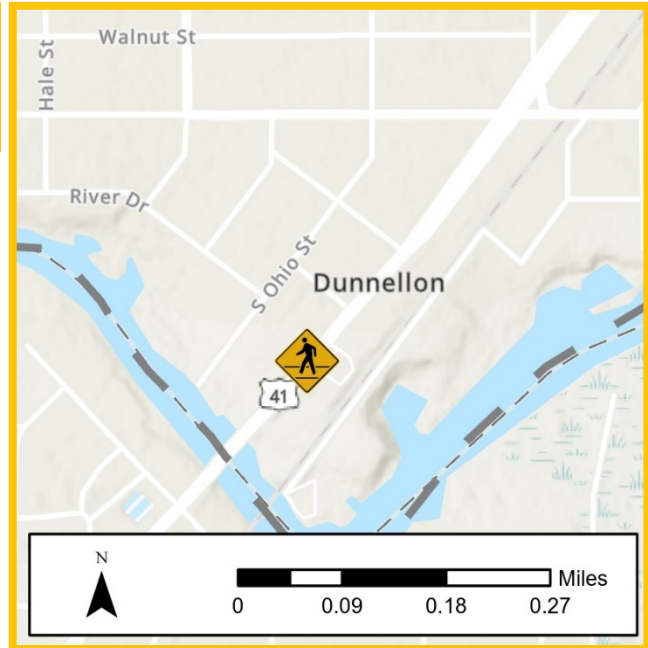 Walnut St
Hale St
River Dr
S Ohio St
Dunnellon
41
N
Miles
0 0.09 0.18 0.27